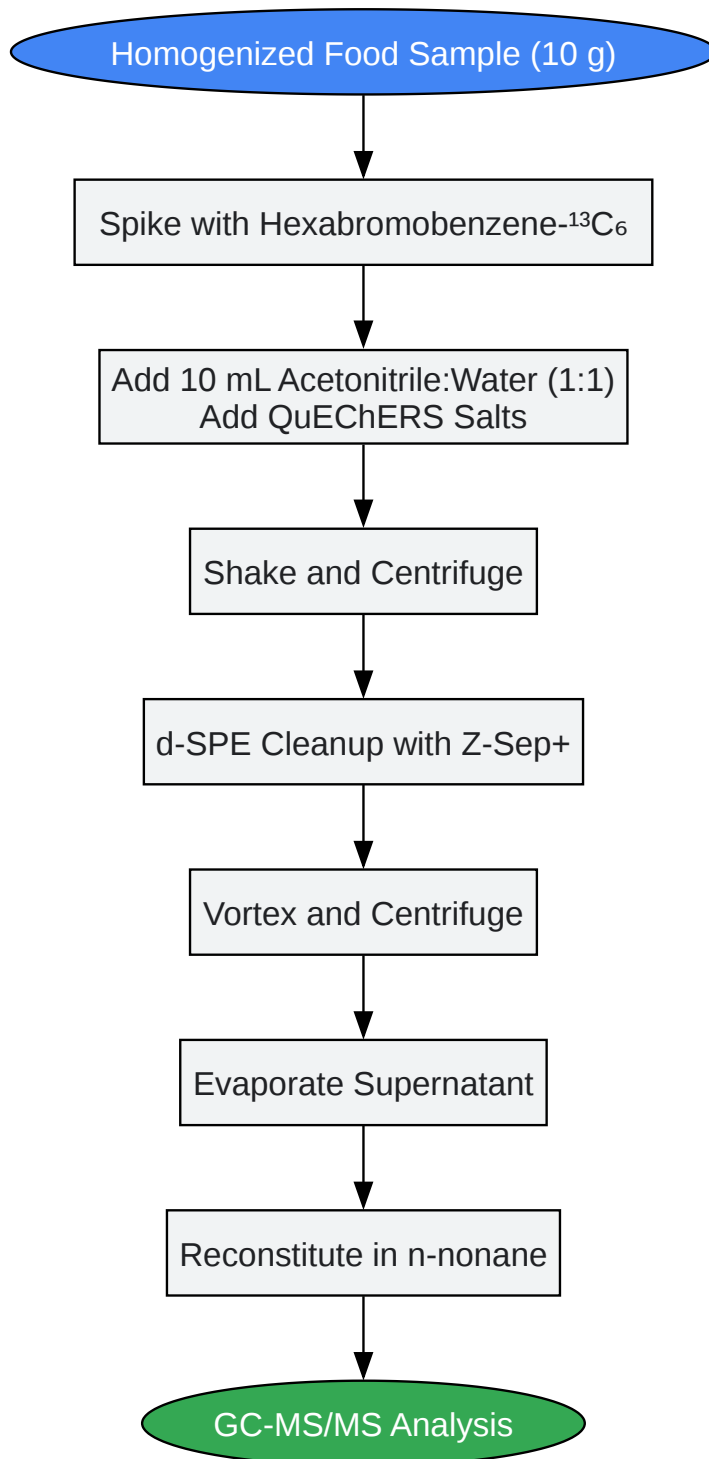 Homogenized Food Sample (10 g)
Spike with Hexabromobenzene-¹³C₆
Add 10 mL Acetonitrile:Water (1:1)
Add QuEChERS Salts
Shake and Centrifuge
d-SPE Cleanup with Z-Sep+
Vortex and Centrifuge
Evaporate Supernatant
Reconstitute in n-nonane
GC-MS/MS Analysis